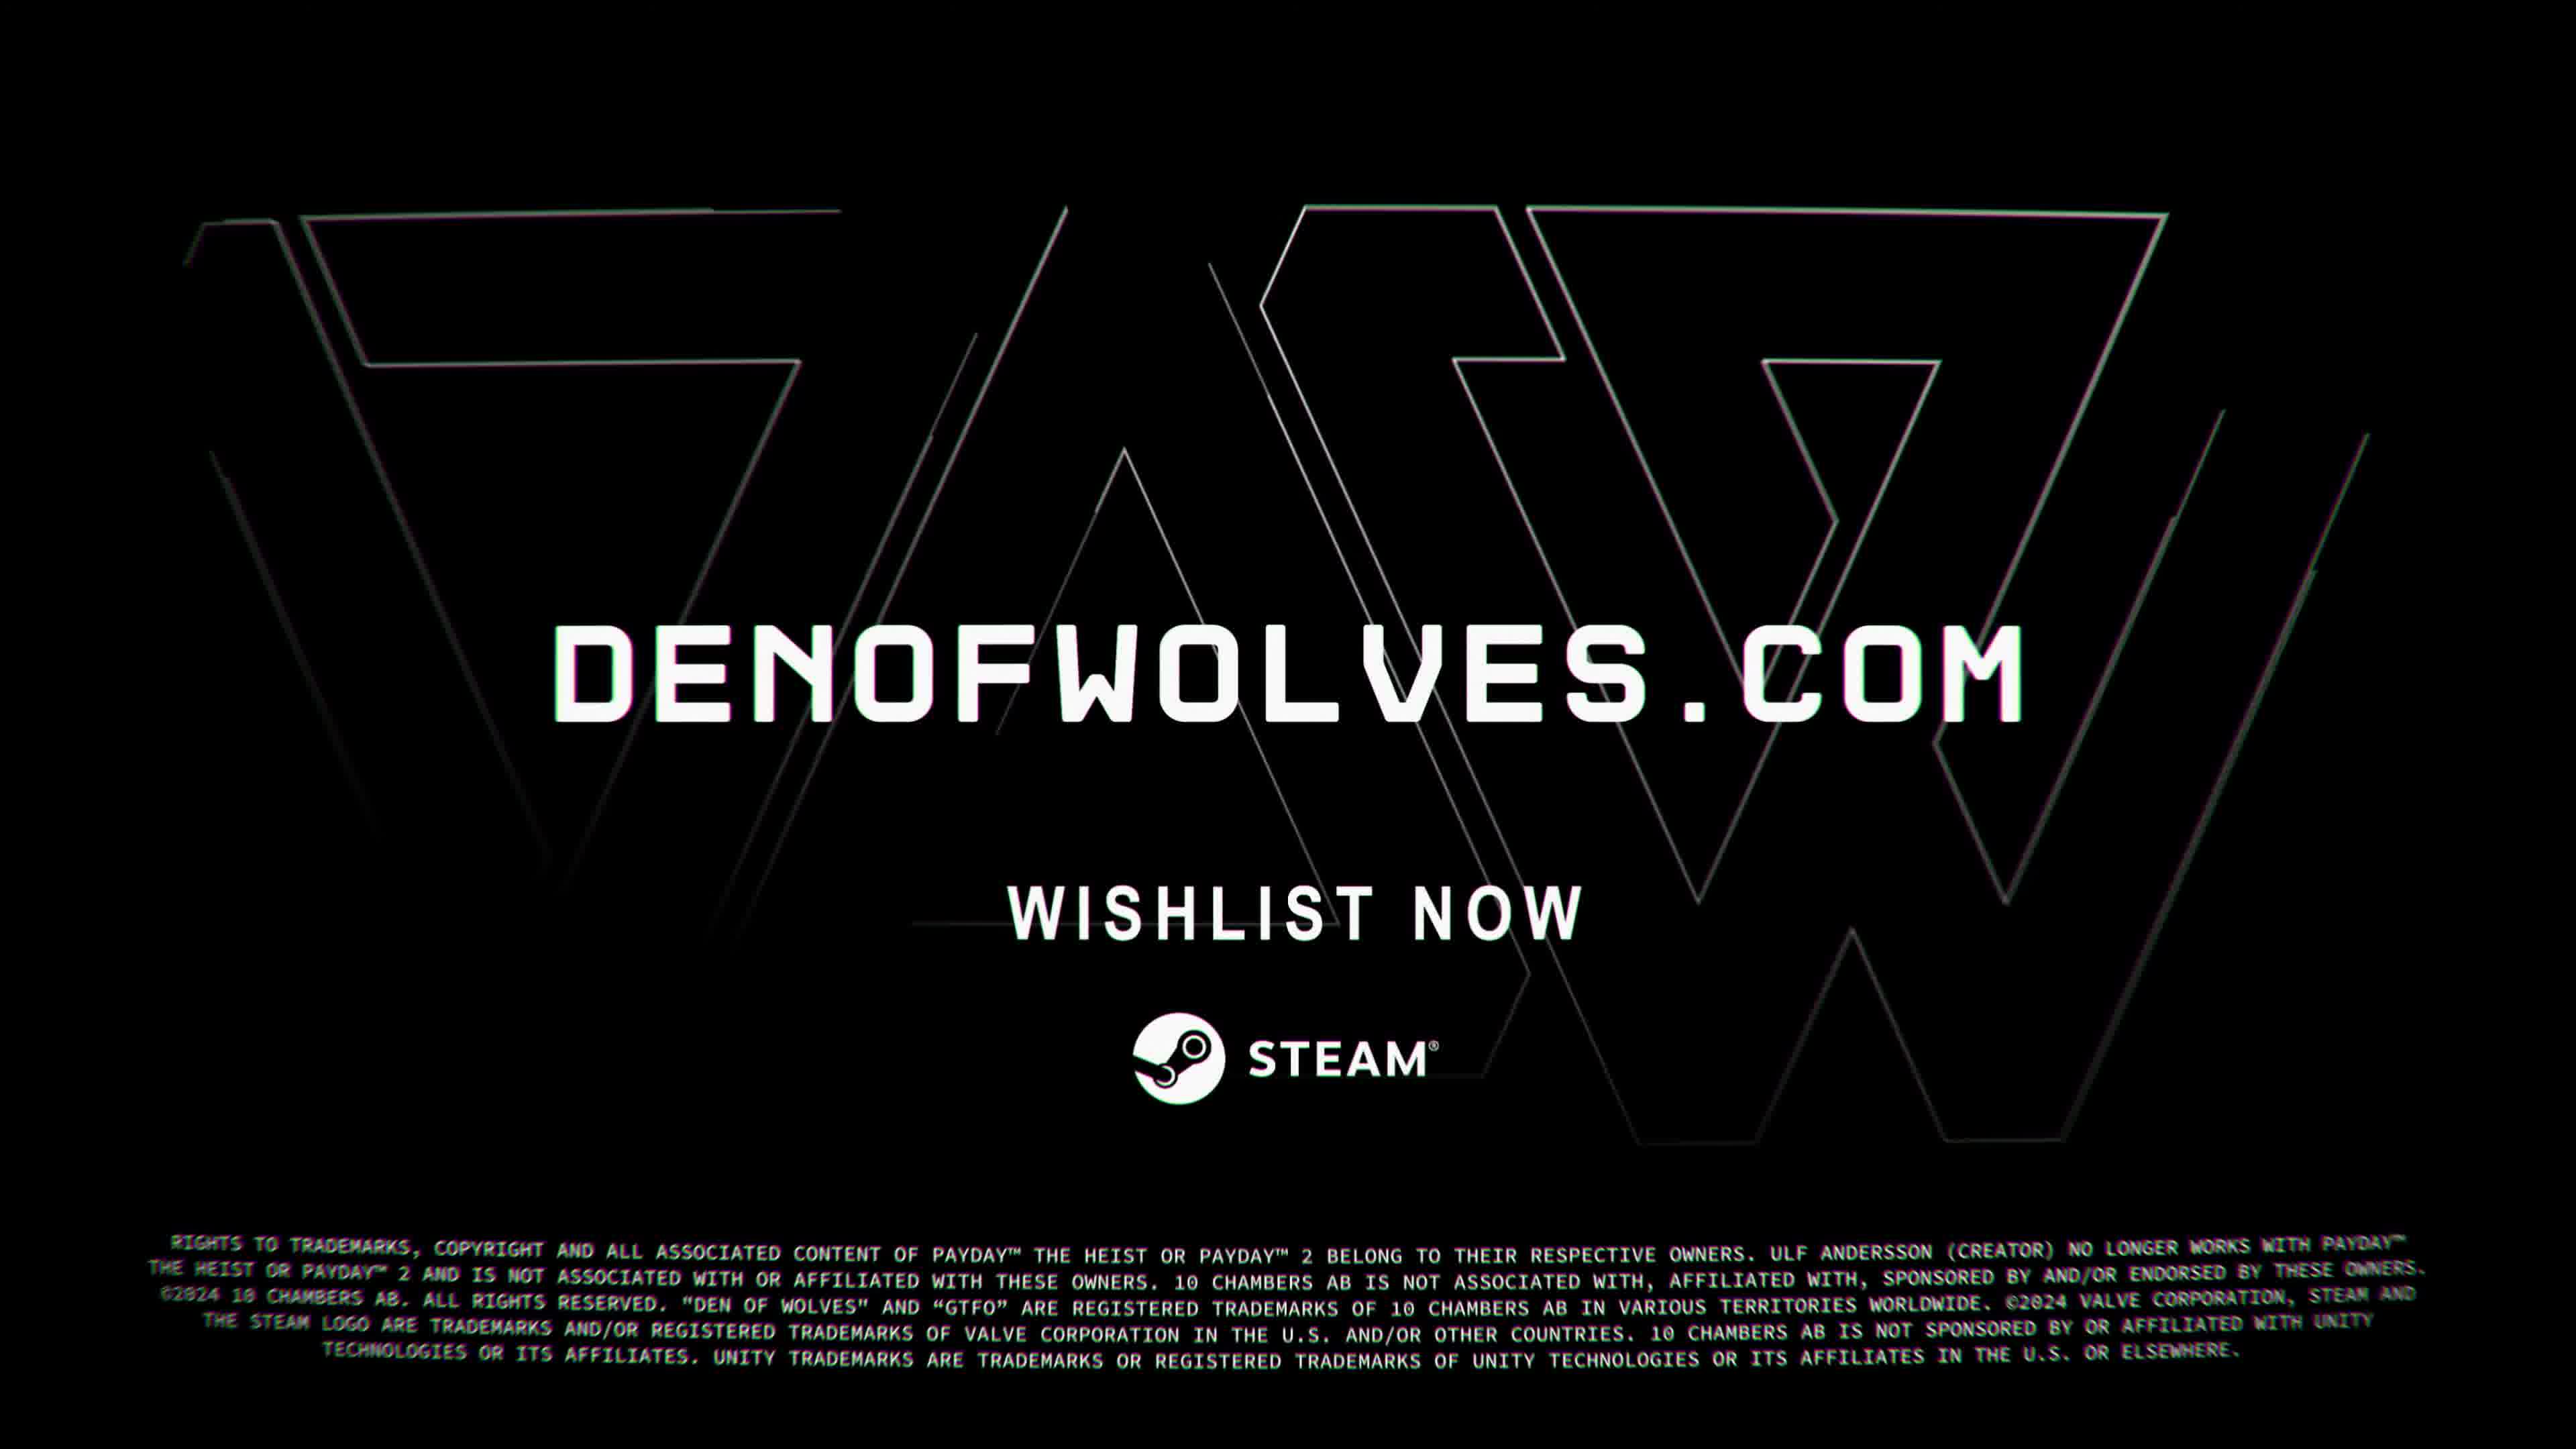 DENOFWOLVES.COM
WISHLIST NOW
STEAM®
RIGHTS TO TRADEMARKS, COPYRIGHT AND ALL ASSOCIATED CONTENT OF PAYDAY™ THE HEIST OR PAYDAY™ 2 BELONG TO THEIR RESPECTIVE OWNERS. ULF ANDERSSON (CREATOR) NO LONGER WORKS WITH PAYDAY™
THE HEIST OR PAYDAY™ 2 AND IS NOT ASSOCIATED WITH OR AFFILIATED WITH THESE OWNERS. 10 CHAMBERS AB IS NOT ASSOCIATED WITH, AFFILIATED WITH, SPONSORED BY AND/OR ENDORSED BY THESE OWNERS.
©2024 10 CHAMBERS AB. ALL RIGHTS RESERVED. "DEN OF WOLVES" AND "GTFO" ARE REGISTERED TRADEMARKS OF 10 CHAMBERS AB IN VARIOUS TERRITORIES WORLDWIDE. ©2024 VALVE CORPORATION, STEAM AND
THE STEAM LOGO ARE TRADEMARKS AND/OR REGISTERED TRADEMARKS OF VALVE CORPORATION IN THE U.S. AND/OR OTHER COUNTRIES. 10 CHAMBERS AB IS NOT SPONSORED BY OR AFFILIATED WITH UNITY
TECHNOLOGIES OR ITS AFFILIATES. UNITY TRADEMARKS ARE TRADEMARKS OR REGISTERED TRADEMARKS OF UNITY TECHNOLOGIES OR ITS AFFILIATES IN THE U.S. OR ELSEWHERE.